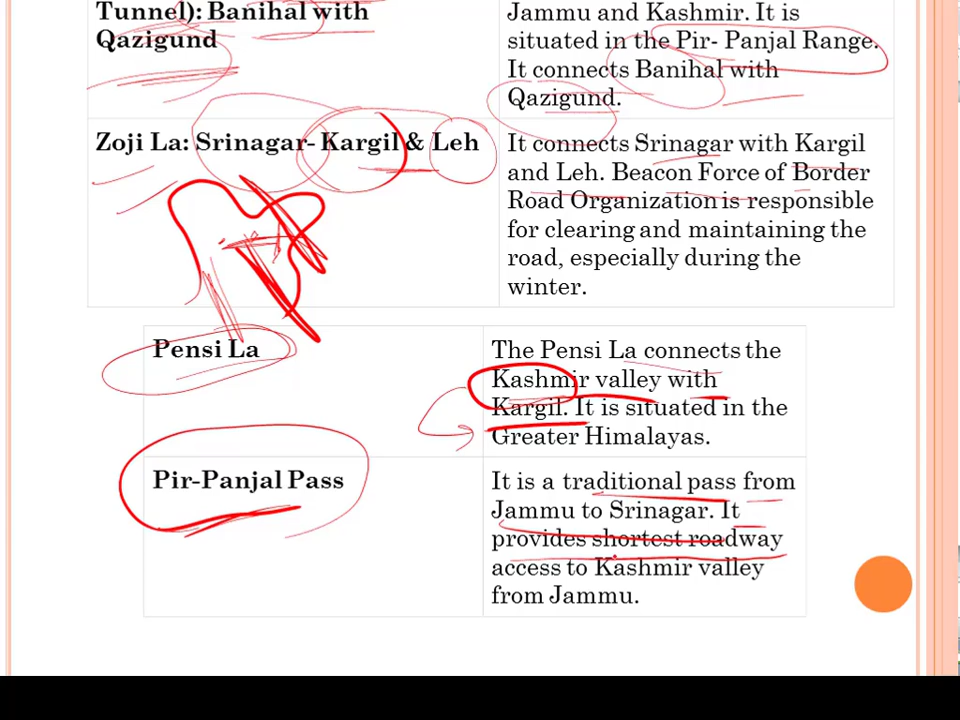 Tunnel): Banihal with
Qazigund
Jammu and Kashmir. It is
situated in the Pir- Panjal Range.
It connects Banihal with
Qazigund.
Zoji La: Srinagar- Kargil & Leh
It connects Srinagar with Kargil
and Leh. Beacon Force of Border
Road Organization is responsible
for clearing and maintaining the
road, especially during the
winter.
Pensi La
The Pensi La connects the
Kashmir valley with
Kargil. It is situated in the
Greater Himalayas.
Pir-Panjal Pass
It is a traditional pass from
Jammu to Srinagar. It
provides shortest roadway
access to Kashmir valley
from Jammu.